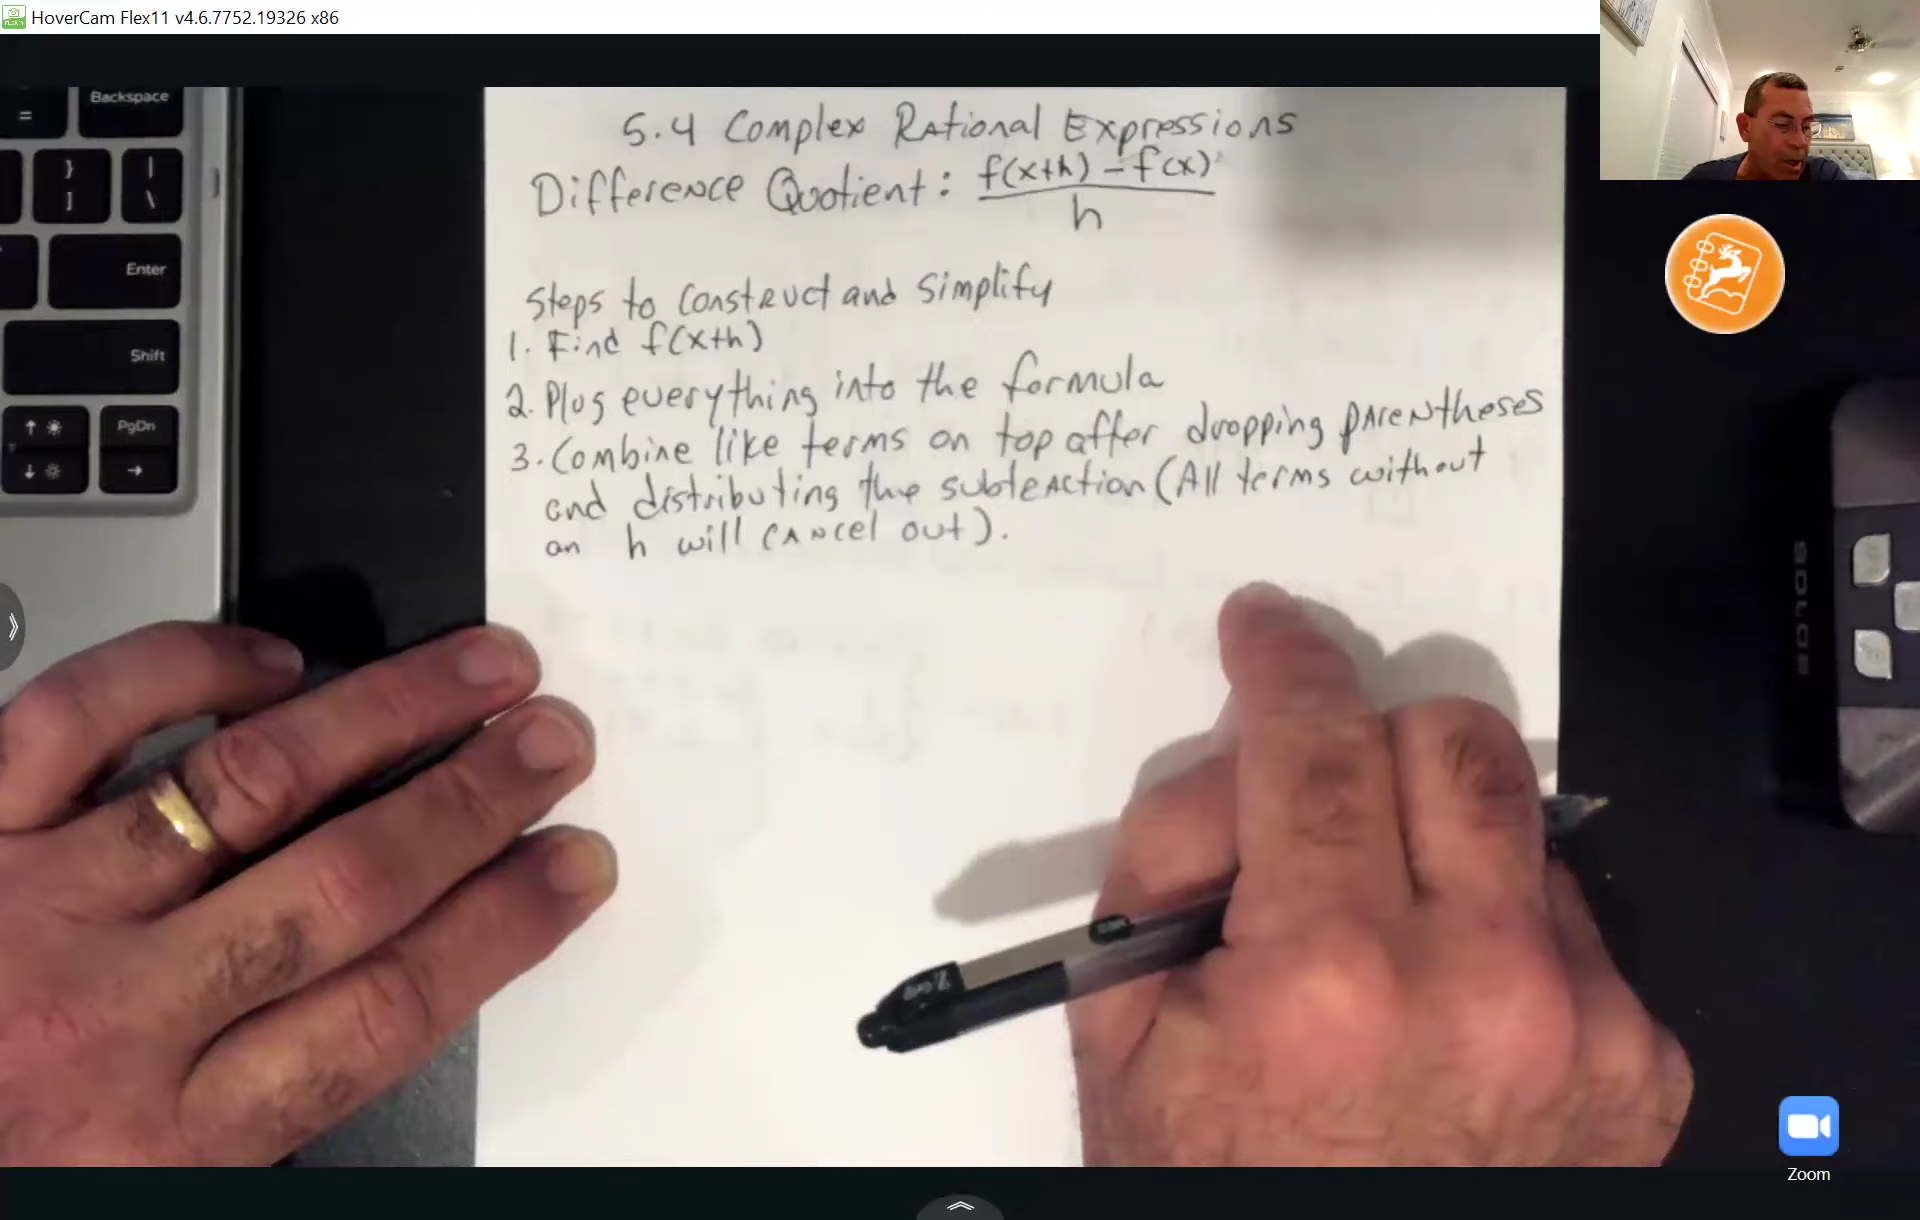 HoverCam Flex11 v4.6.7752.19326 x86
5.4 Complex Rational Expressions
Difference Quotient: f(x+h) - f(x)
h
Steps to construct and simplify
1. Find f(x+h)
2. Plug everything into the formula
3. Combine like terms on top after dropping parentheses
and distributing the subtraction (All terms without
an h will cancel out).
=
Backspace
} |
] \
Enter
Shift
↑ PgDn
↓ →
SOLO8
Zoom